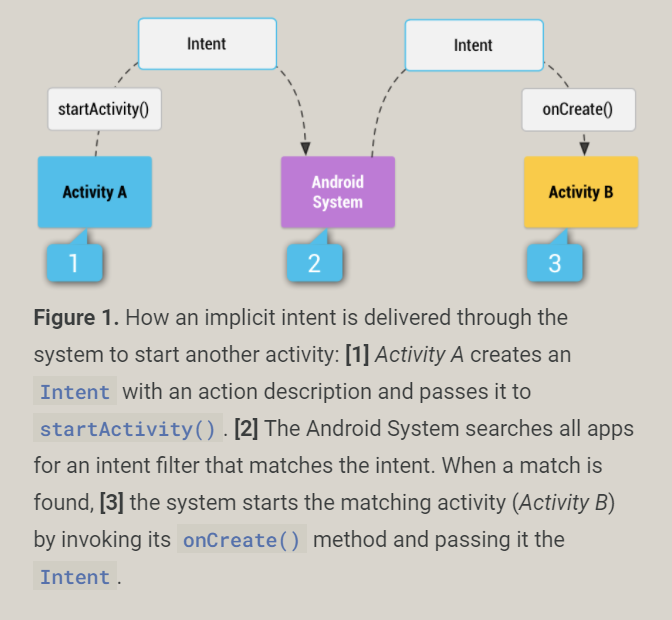 Intent
Intent
startActivity()
onCreate()
Activity A
Android
System
Activity B
1
2
3
Figure 1. How an implicit intent is delivered through the
system to start another activity: [1] Activity A creates an
Intent with an action description and passes it to
startActivity(). [2] The Android System searches all apps
for an intent filter that matches the intent. When a match is
found, [3] the system starts the matching activity (Activity B)
by invoking its onCreate() method and passing it the
Intent.